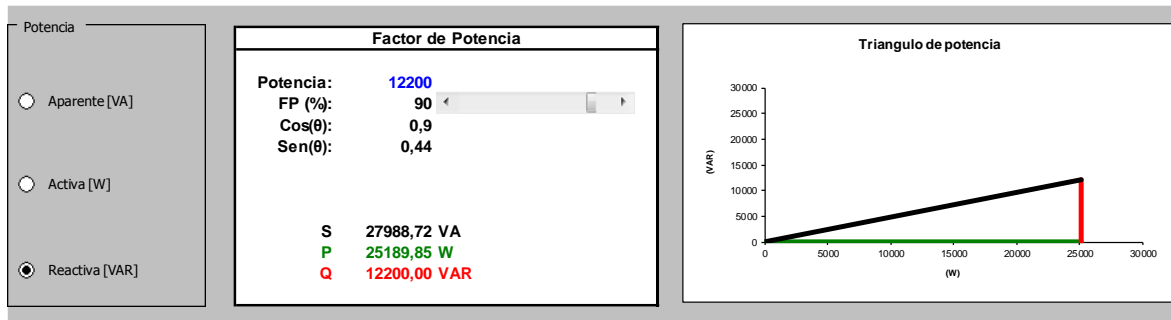 Potencia
Aparente [VA]
Activa [W]
Reactiva [VAR]
Factor de Potencia
Potencia: 12200
FP (%): 90
Cos(θ): 0,9
Sen(θ): 0,44
S 27988,72 VA
P 25189,85 W
Q 12200,00 VAR
Triangulo de potencia
(VAR)
30000
25000
20000
15000
10000
5000
0
0 5000 10000 15000 20000 25000 30000
(W)